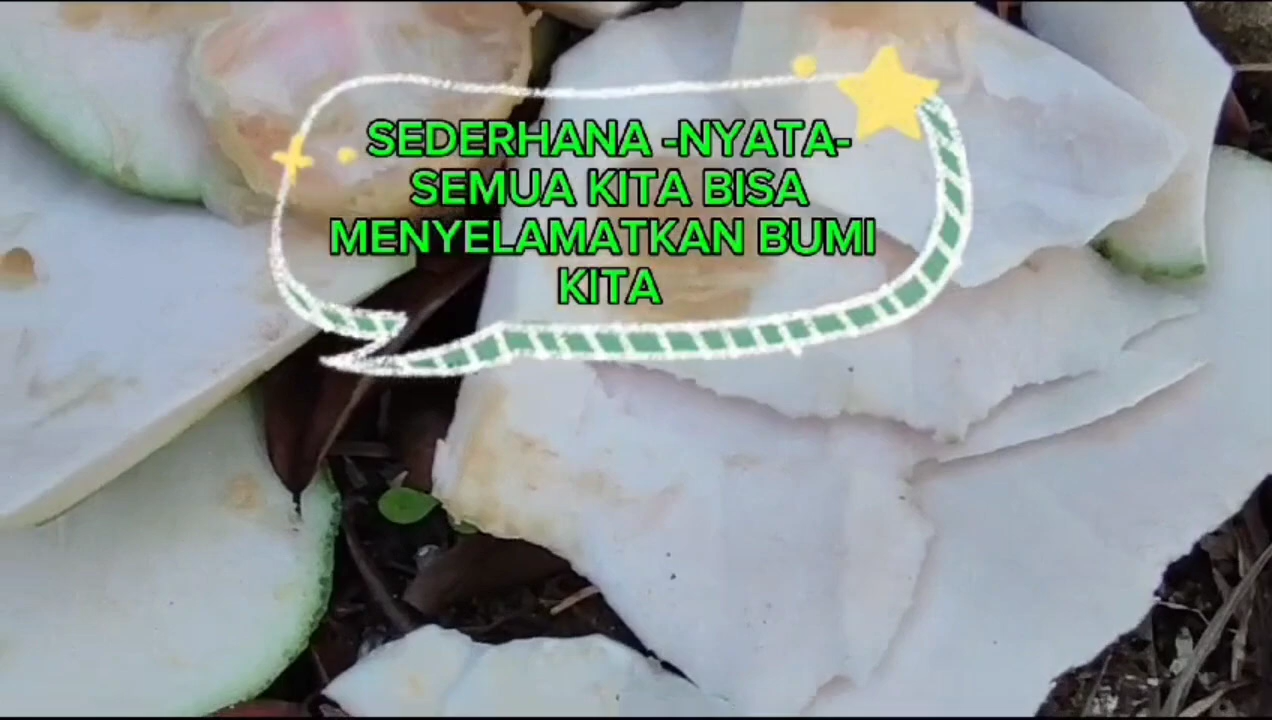 SEDERHANA -NYATA-
SEMUA KITA BISA
MENYELAMATKAN BUMI
KITA